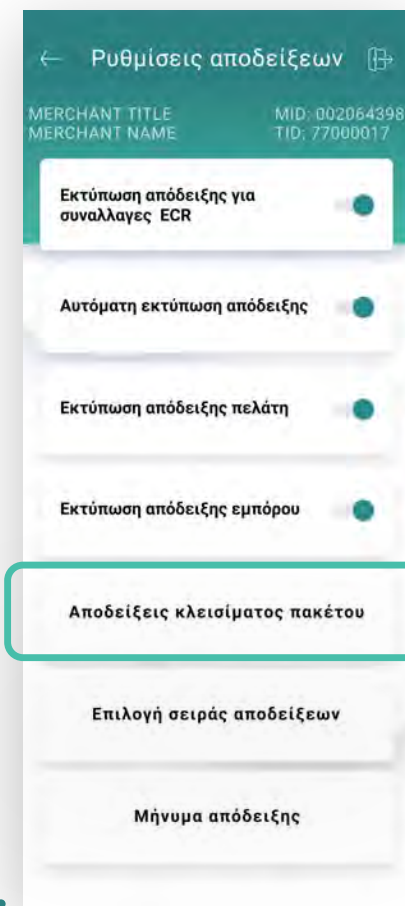 Ρυθμίσεις αποδείξεων
MERCHANT TITLE MID: 002064398
MERCHANT NAME TID: 77000017
Εκτύπωση απόδειξης για
συναλλαγες ECR
Αυτόματη εκτύπωση απόδειξης
Εκτύπωση απόδειξης πελάτη
Εκτύπωση απόδειξης εμπόρου
Αποδείξεις κλεισίματος πακέτου
Επιλογή σειράς αποδείξεων
Μήνυμα απόδειξης